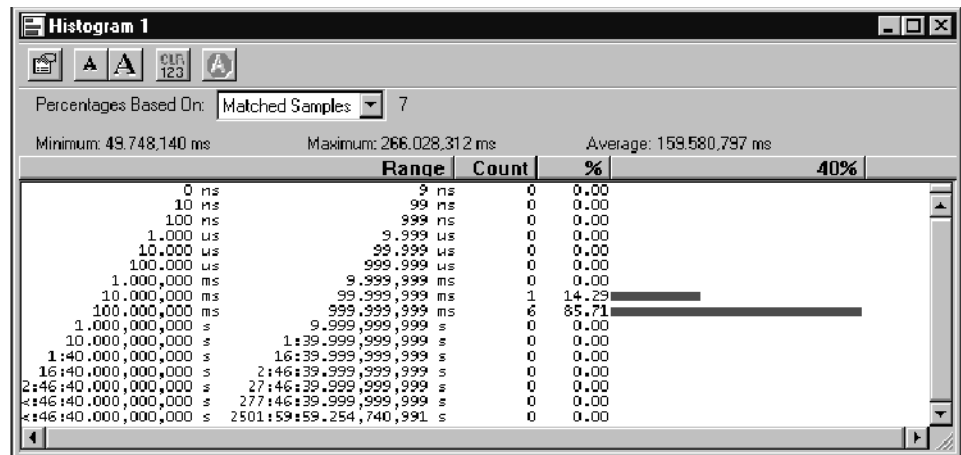 Histogram 1
A A CLR 123 A
Percentages Based On: Matched Samples 7
Minimum: 49.748,140 ms Maximum: 266.028,312 ms Average: 159.580,797 ms
Range Count % 40%
0 ns 9 ns 0 0.00
10 ns 99 ns 0 0.00
100 ns 999 ns 0 0.00
1.000 us 9.999 us 0 0.00
10.000 us 99.999 us 0 0.00
100.000 us 999.999 us 0 0.00
1.000,000 ms 9.999,999 ms 0 0.00
10.000,000 ms 99.999,999 ms 1 14.29
100.000,000 ms 999.999,999 ms 6 85.71
1.000,000,000 s 9.999,999,999 s 0 0.00
10.000,000,000 s 1:39.999,999,999 s 0 0.00
1:40.000,000,000 s 16:39.999,999,999 s 0 0.00
16:40.000,000,000 s 2:46:39.999,999,999 s 0 0.00
2:46:40.000,000,000 s 27:46:39.999,999,999 s 0 0.00
<:46:40.000,000,000 s 277:46:39.999,999,999 s 0 0.00
<:46:40.000,000,000 s 2501:59:59.254,740,991 s 0 0.00